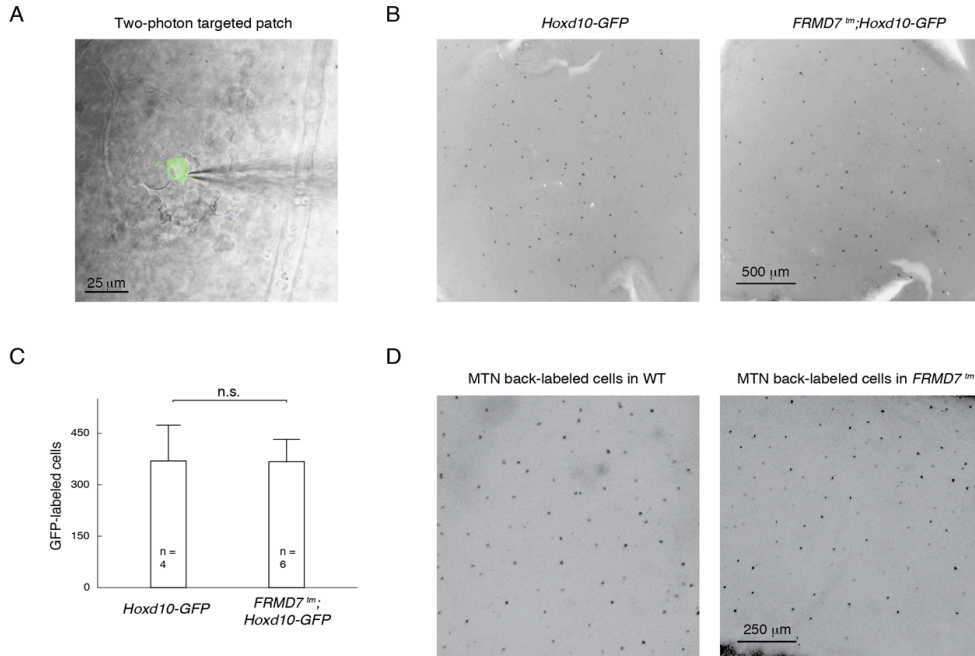 A
Two-photon targeted patch
25 μm
B
Hoxd10-GFP
FRMD7 tm;Hoxd10-GFP
500 μm
C
n.s.
450
300
150
0
GFP-labeled cells
n =
4
n =
6
Hoxd10-GFP
FRMD7 tm;
Hoxd10-GFP
D
MTN back-labeled cells in WT
MTN back-labeled cells in FRMD7 tm
250 μm